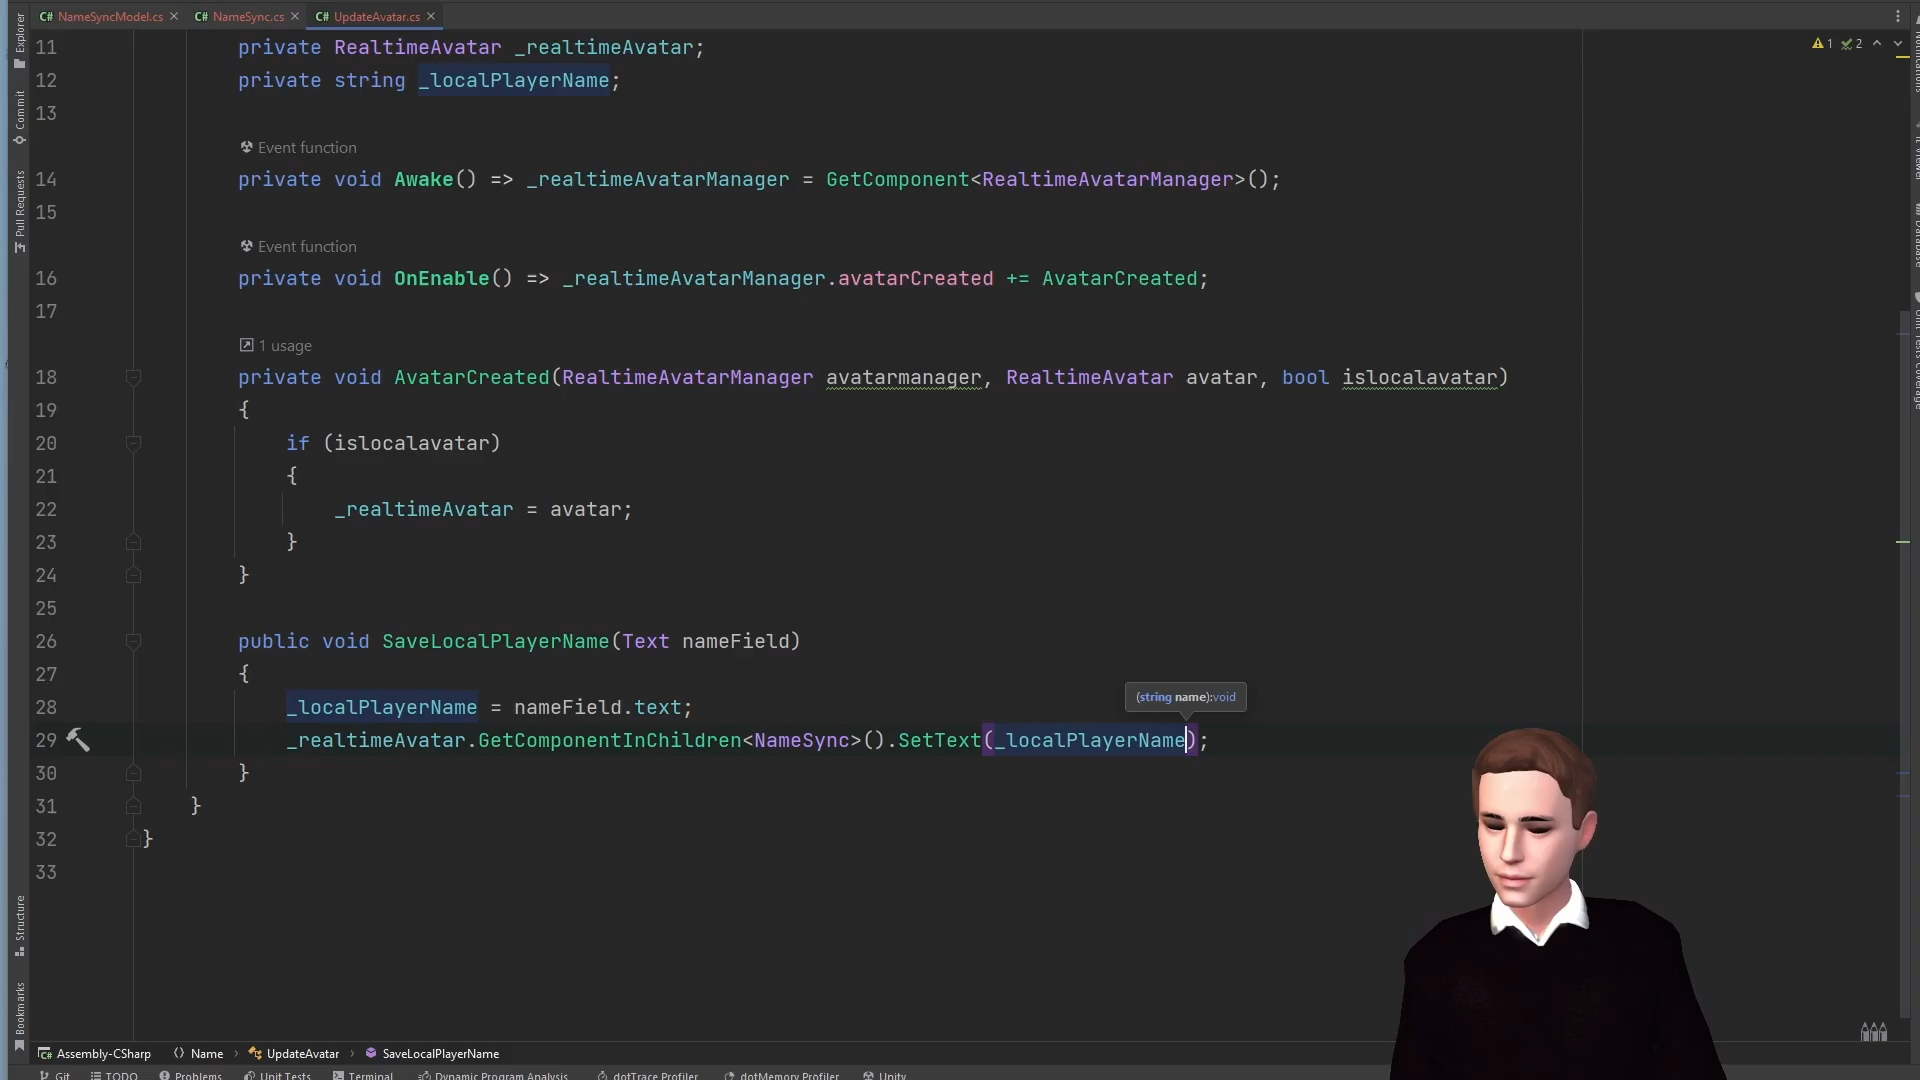 NameSyncModel.cs
NameSync.cs
UpdateAvatar.cs
Explorer
Commit
Pull Requests
Structure
Bookmarks
1 2
11 private RealtimeAvatar _realtimeAvatar;
12 private string _localPlayerName;
13
Event function
14 private void Awake() => _realtimeAvatarManager = GetComponent<RealtimeAvatarManager>();
15
Event function
16 private void OnEnable() => _realtimeAvatarManager.avatarCreated += AvatarCreated;
17
1 usage
18 private void AvatarCreated(RealtimeAvatarManager avatarmanager, RealtimeAvatar avatar, bool islocalavatar)
19 {
20 if (islocalavatar)
21 {
22 _realtimeAvatar = avatar;
23 }
24 }
25
26 public void SaveLocalPlayerName(Text nameField)
27 {
(string name):void
28 _localPlayerName = nameField.text;
29 _realtimeAvatar.GetComponentInChildren<NameSync>().SetText(_localPlayerName);
30 }
31 }
32 }
33
Assembly-CSharp
Name
UpdateAvatar
SaveLocalPlayerName
Git
TODO
Problems
Unit Tests
Terminal
Dynamic Program Analysis
dotTrace Profiler
dotMemory Profiler
Unity